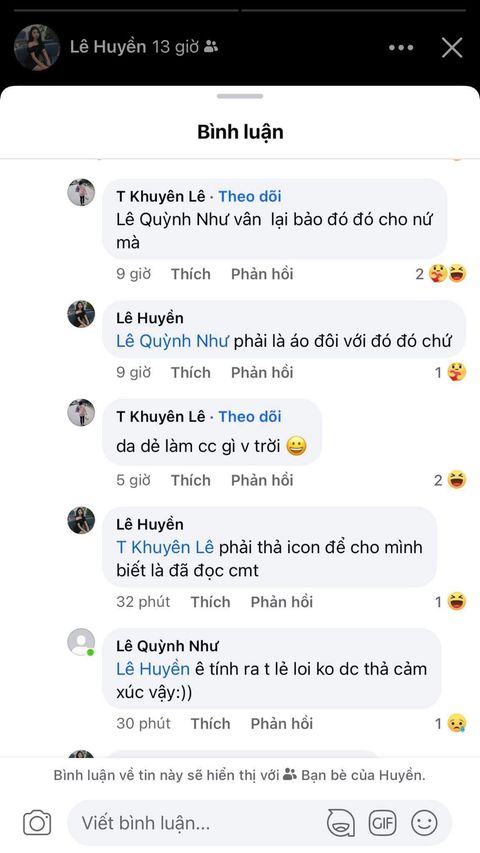 Lê Huyền 13 giờ
Bình luận
T Khuyên Lê · Theo dõi
Lê Quỳnh Như vân lại bảo đó đó cho nứ
mà
9 giờ Thích Phản hồi 2
Lê Huyền
Lê Quỳnh Như phải là áo đôi với đó đó chứ
9 giờ Thích Phản hồi 1
T Khuyên Lê · Theo dõi
da dẻ làm cc gì v trời 😀
5 giờ Thích Phản hồi 2
Lê Huyền
T Khuyên Lê phải thả icon để cho mình
biết là đã đọc cmt
32 phút Thích Phản hồi 1
Lê Quỳnh Như
Lê Huyền ê tính ra t lẻ loi ko dc thả cảm
xúc vậy:))
30 phút Thích Phản hồi 1
Bình luận về tin này sẽ hiển thị với Bạn bè của Huyền.
Viết bình luận... GIF